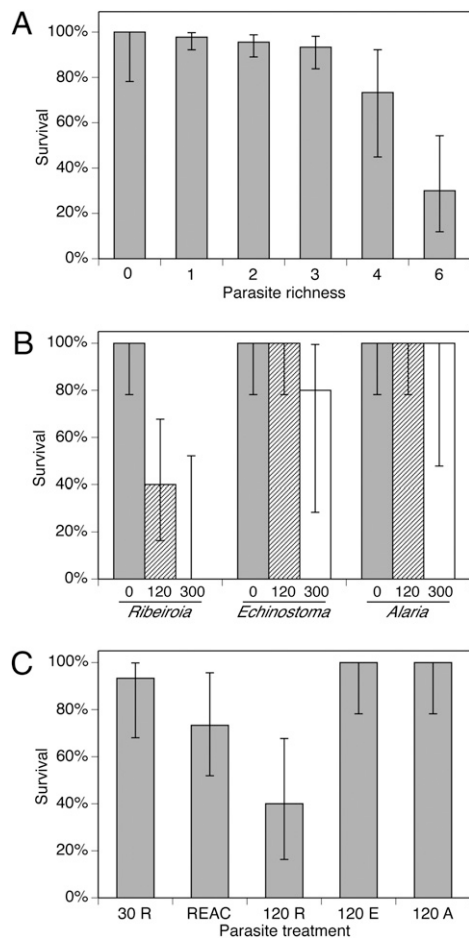 A
100%
80%
60%
40%
20%
0%
Survival
0 1 2 3 4 6
Parasite richness
B
100%
80%
60%
40%
20%
0%
Survival
0 120 300 0 120 300 0 120 300
Ribeiroia Echinostoma Alaria
C
100%
80%
60%
40%
20%
0%
Survival
30 R REAC 120 R 120 E 120 A
Parasite treatment